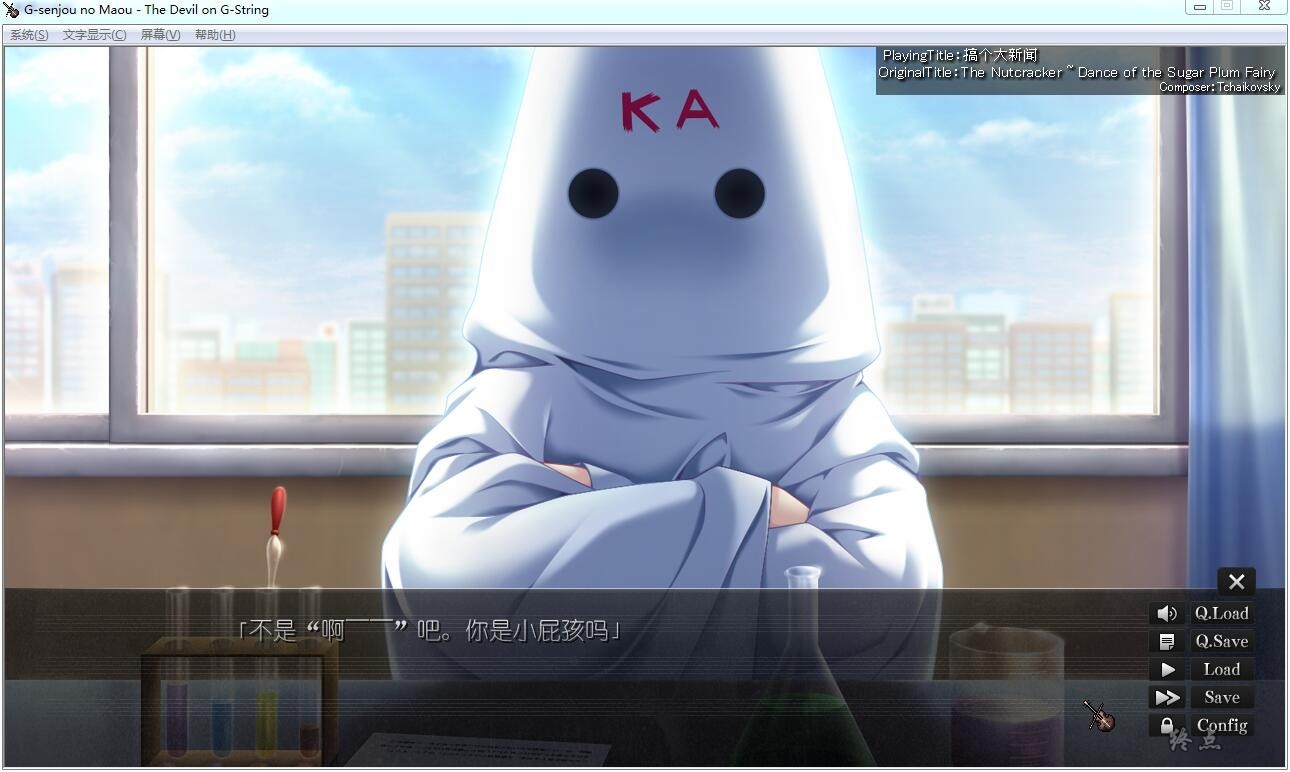 G-senjou no Maou - The Devil on G-String
系统(S) 文字显示(C) 屏幕(V) 帮助(H)
PlayingTitle:搞个大新闻
OriginalTitle:The Nutcracker ~ Dance of the Sugar Plum Fairy
Composer:Tchaikovsky
KA
「不是“啊￣￣”吧。你是小屁孩吗」
Q.Load
Q.Save
Load
Save
Config
终点